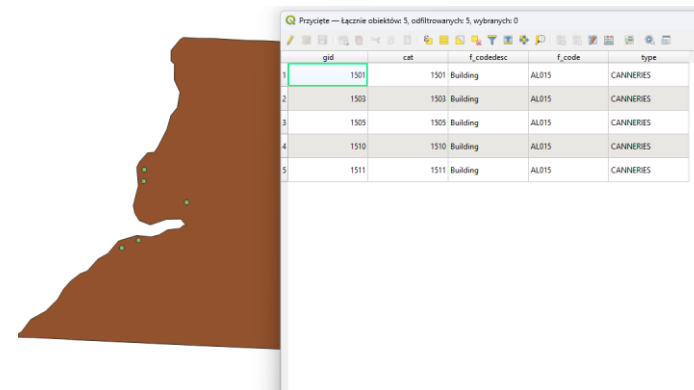 Przycięte — Łącznie obiektów: 5, odfiltrowanych: 5, wybranych: 0
gid cat f_codedesc f_code type
1 1501 1501 Building AL015 CANNERIES
2 1503 1503 Building AL015 CANNERIES
3 1505 1505 Building AL015 CANNERIES
4 1510 1510 Building AL015 CANNERIES
5 1511 1511 Building AL015 CANNERIES